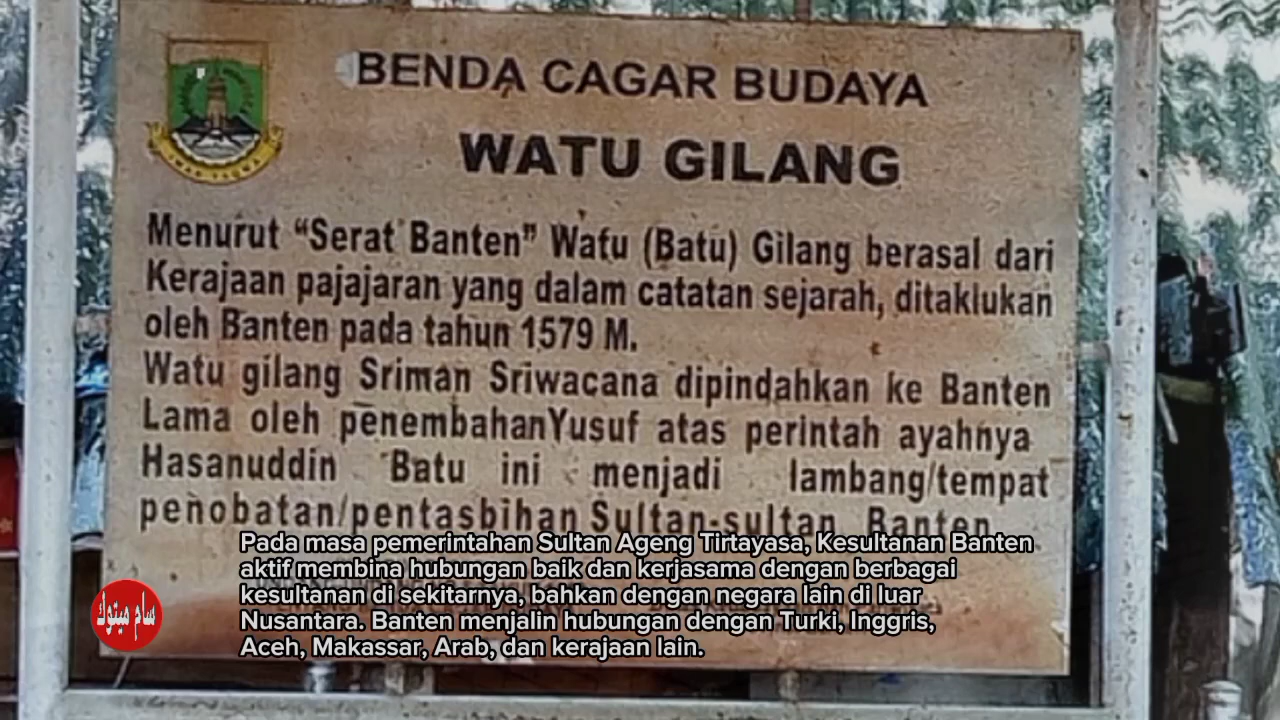 BENDA CAGAR BUDAYA
WATU GILANG
Menurut “Serat Banten” Watu (Batu) Gilang berasal dari
Kerajaan pajajaran yang dalam catatan sejarah, ditaklukan
oleh Banten pada tahun 1579 M.
Watu gilang Sriman Sriwacana dipindahkan ke Banten
Lama oleh penembahanYusuf atas perintah ayahnya
Hasanuddin Batu ini menjadi lambang/tempat
penobatan/pentasbihan Sultan-sultan Banten
Pada masa pemerintahan Sultan Ageng Tirtayasa, Kesultanan Banten
aktif membina hubungan baik dan kerjasama dengan berbagai
kesultanan di sekitarnya, bahkan dengan negara lain di luar
Nusantara. Banten menjalin hubungan dengan Turki, Inggris,
Aceh, Makassar, Arab, dan kerajaan lain.
سام ميتوك